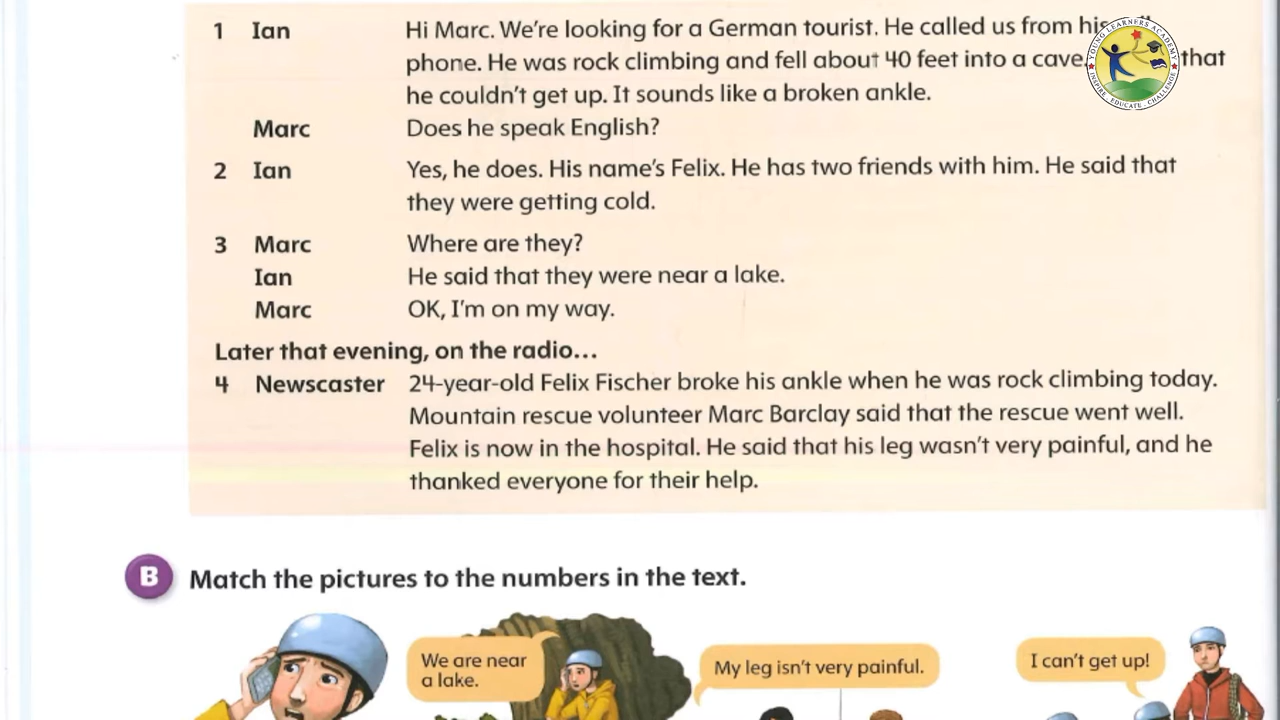 1 Ian Hi Marc. We're looking for a German tourist. He called us from his
phone. He was rock climbing and fell about 40 feet into a cave. that
he couldn't get up. It sounds like a broken ankle.
Marc Does he speak English?
2 Ian Yes, he does. His name's Felix. He has two friends with him. He said that
they were getting cold.
3 Marc Where are they?
Ian He said that they were near a lake.
Marc OK, I'm on my way.
Later that evening, on the radio...
4 Newscaster 24-year-old Felix Fischer broke his ankle when he was rock climbing today.
Mountain rescue volunteer Marc Barclay said that the rescue went well.
Felix is now in the hospital. He said that his leg wasn't very painful, and he
thanked everyone for their help.
B Match the pictures to the numbers in the text.
We are near
a lake.
My leg isn't very painful.
I can't get up!
YOUNG LEARNERS ACADEMY
INSPIRE · EDUCATE · CHALLENGE